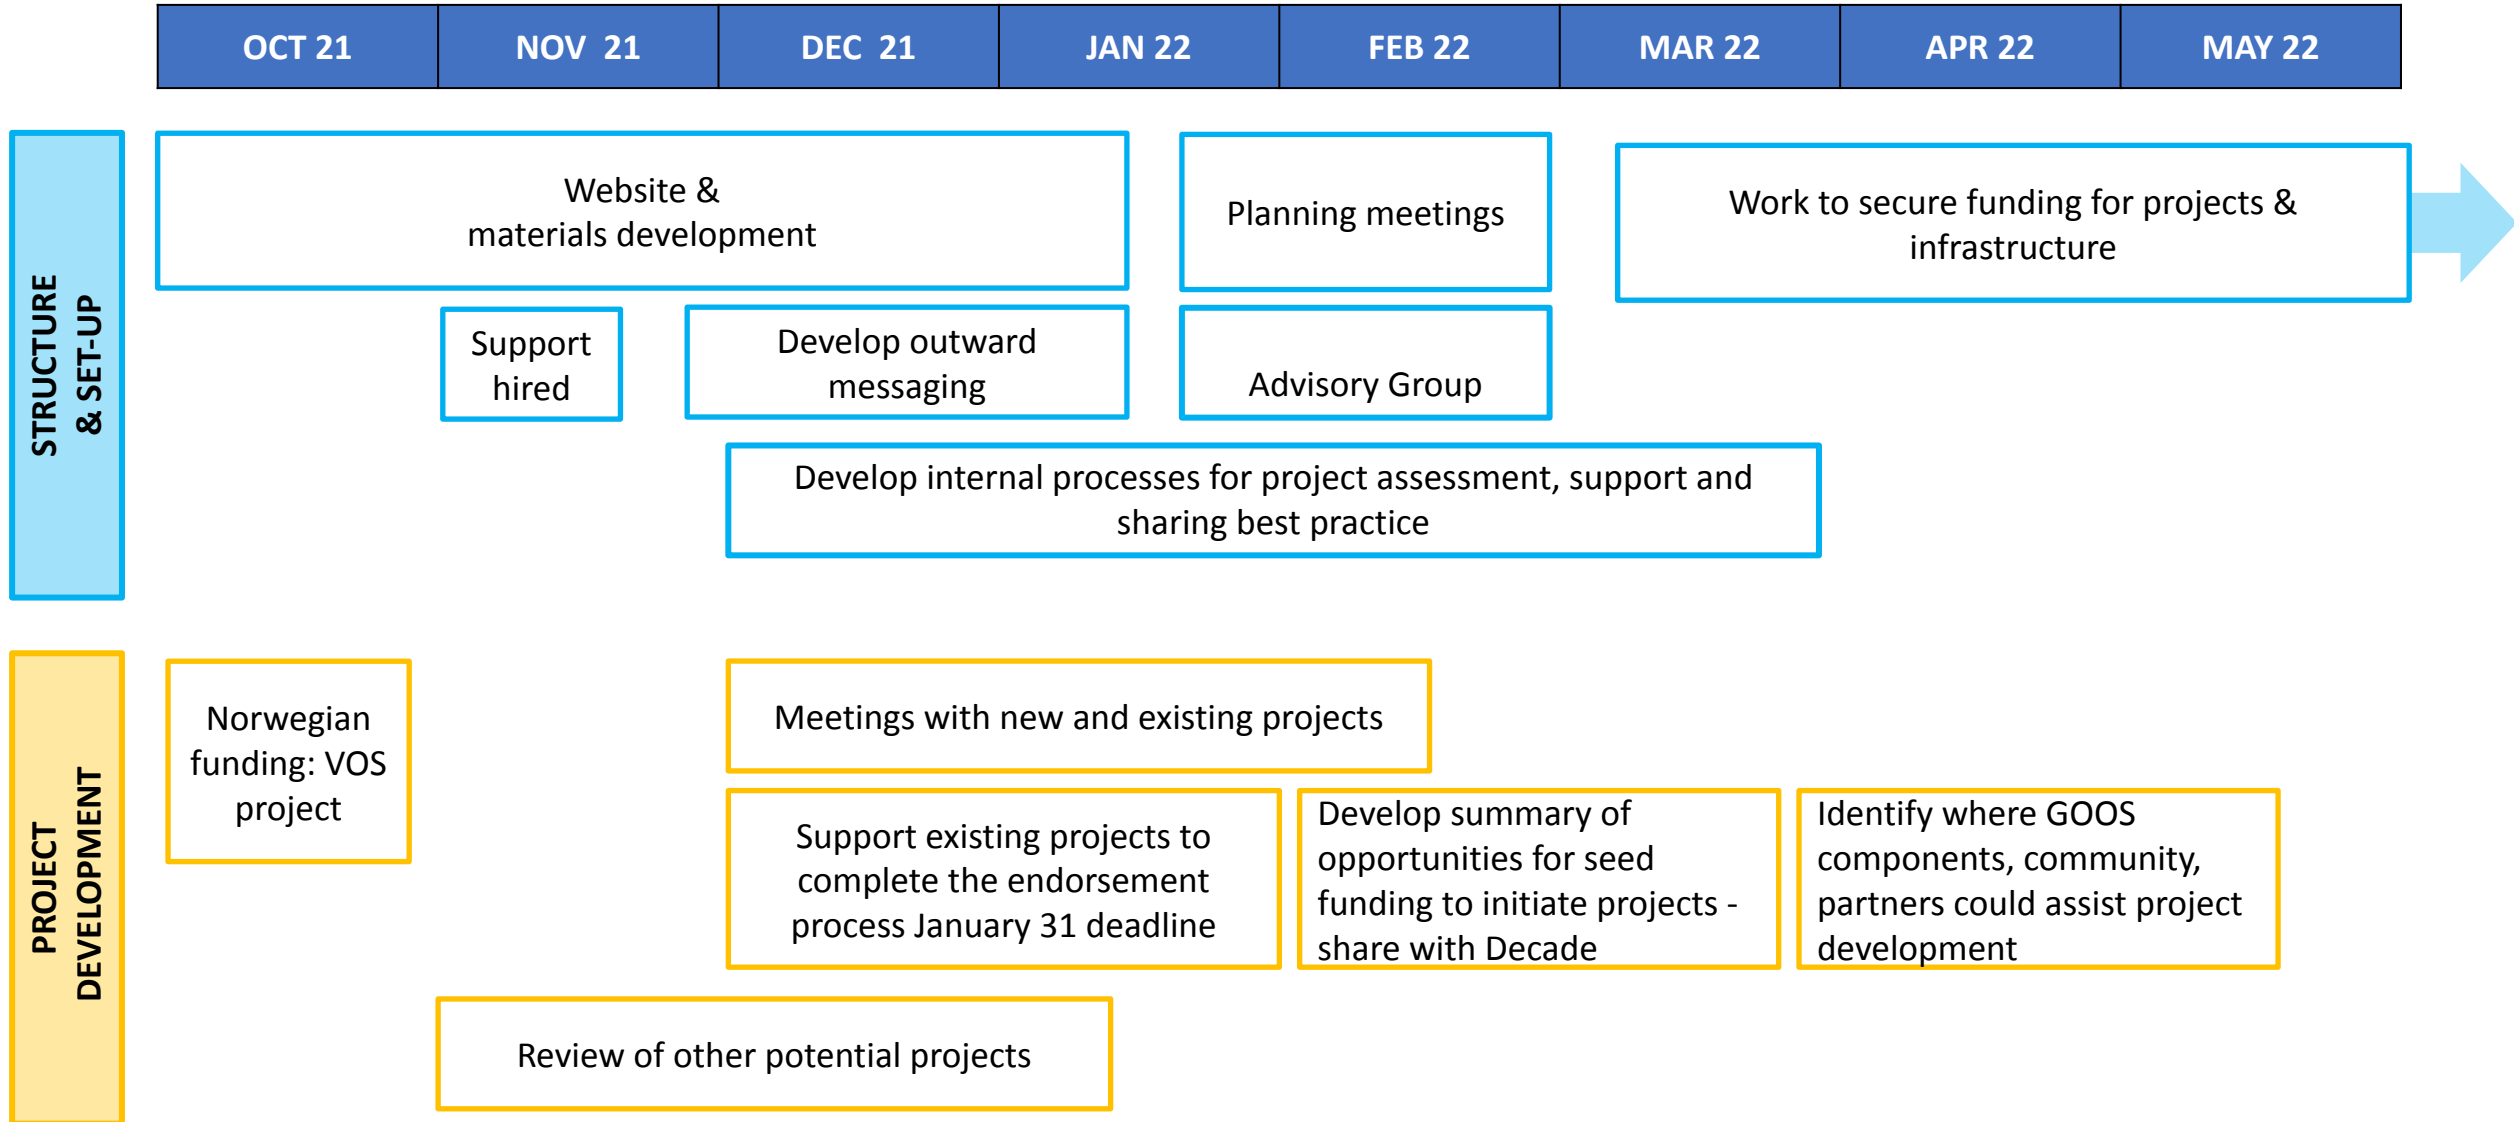 OCT 21
NOV 21
DEC 21
JAN 22
FEB 22
MAR 22
APR 22
MAY 22
STRUCTURE
& SET-UP
Website &
materials development
Planning meetings
Work to secure funding for projects &
infrastructure
Support
hired
Develop outward
messaging
Advisory Group
Develop internal processes for project assessment, support and
sharing best practice
PROJECT
DEVELOPMENT
Norwegian
funding: VOS
project
Meetings with new and existing projects
Support existing projects to
complete the endorsement
process January 31 deadline
Develop summary of
opportunities for seed
funding to initiate projects -
share with Decade
Identify where GOOS
components, community,
partners could assist project
development
Review of other potential projects